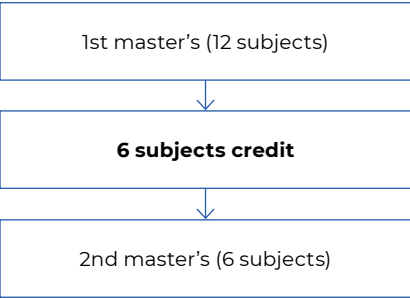 1st master’s (12 subjects)
6 subjects credit
2nd master’s (6 subjects)